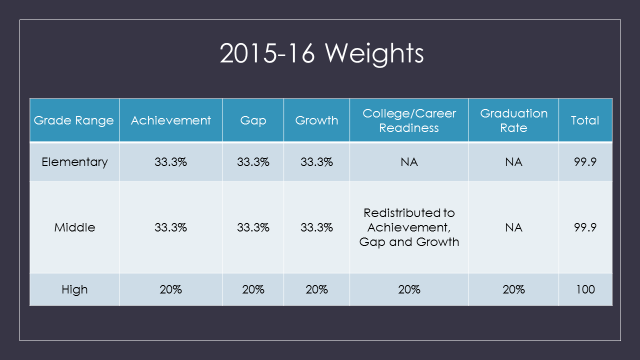 2015-16 Weights
Grade Range Achievement Gap Growth College/Career Readiness Graduation Rate Total
Elementary 33.3% 33.3% 33.3% NA NA 99.9
Middle 33.3% 33.3% 33.3% Redistributed to Achievement, Gap and Growth NA 99.9
High 20% 20% 20% 20% 20% 100